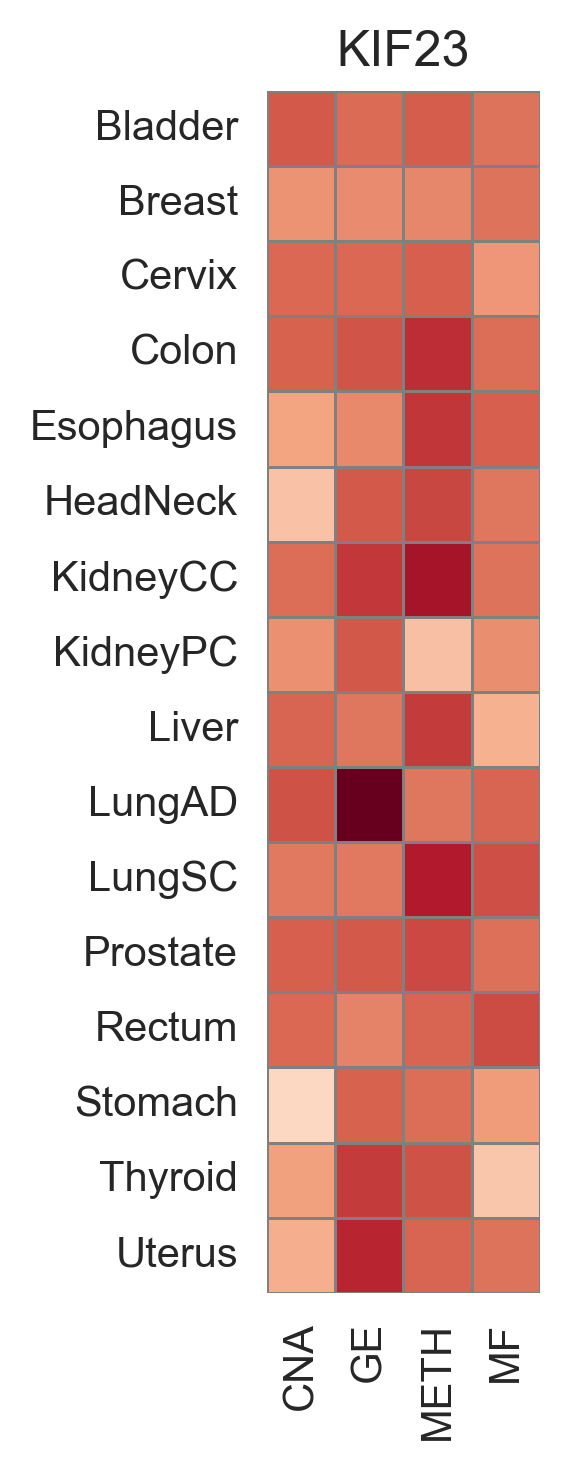 KIF23
Bladder
Breast
Cervix
Colon
Esophagus
HeadNeck
KidneyCC
KidneyPC
Liver
LungAD
LungSC
Prostate
Rectum
Stomach
Thyroid
Uterus
CNA
GE
METH
MF